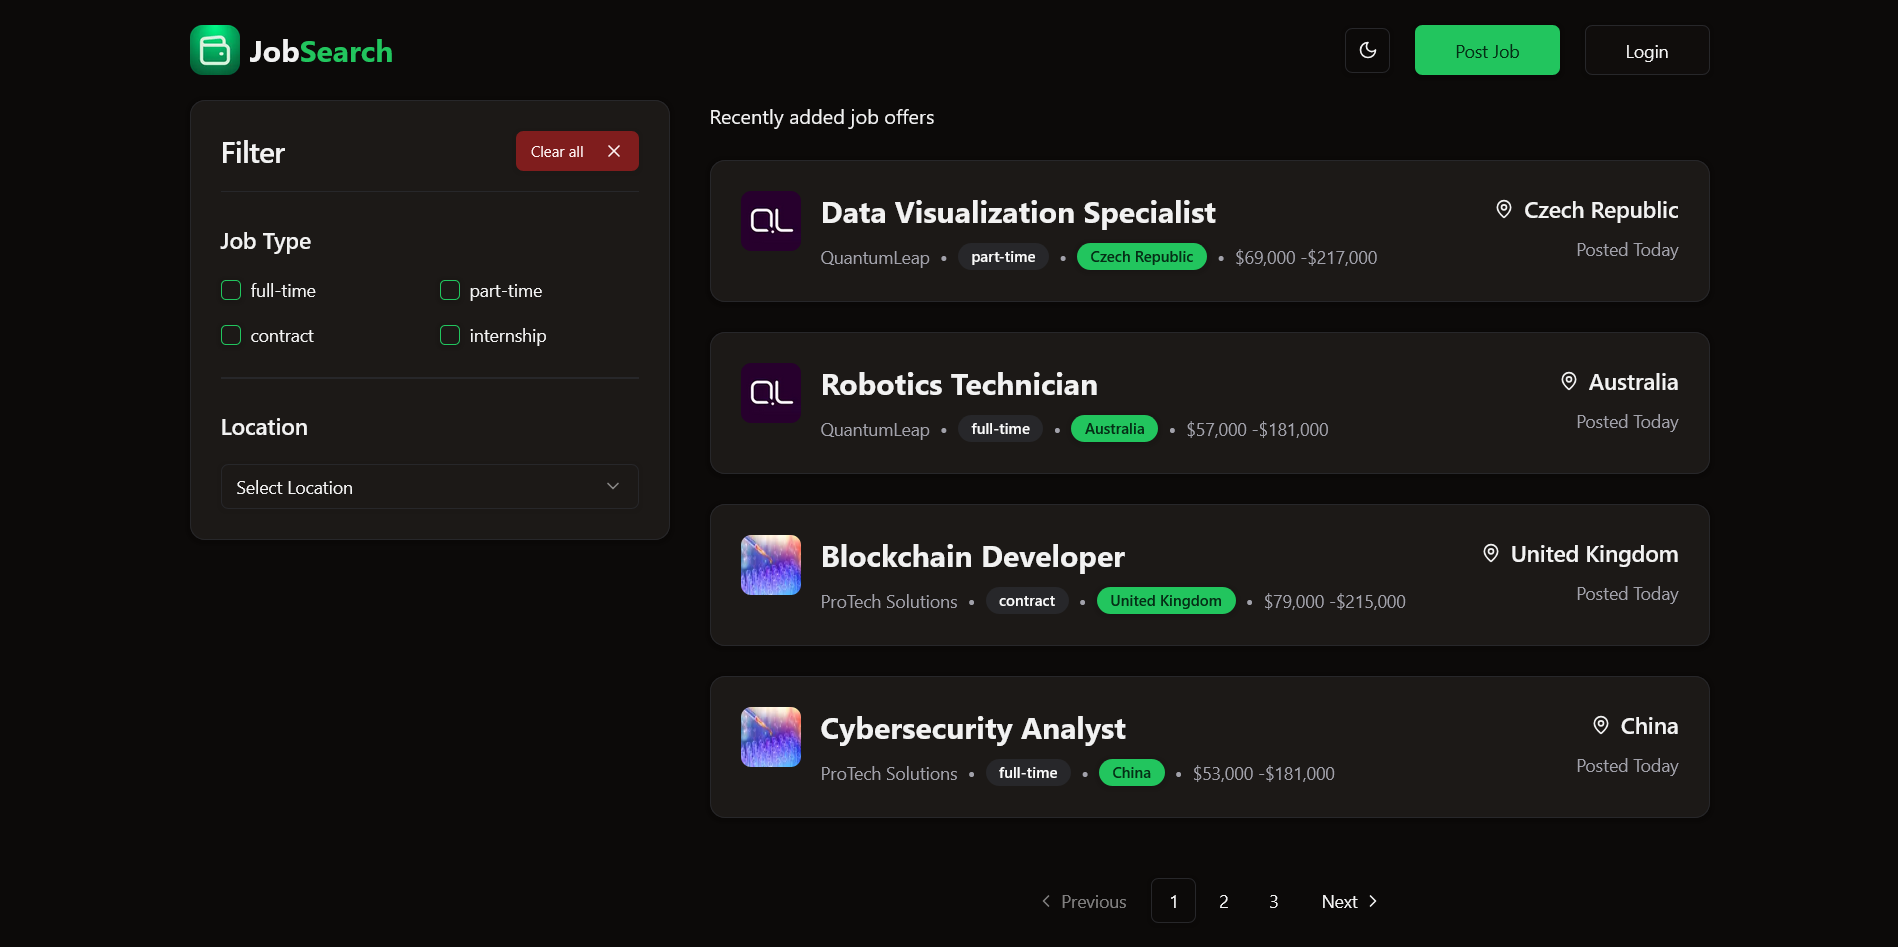 JobSearch
Post Job
Login
Filter
Clear all
Job Type
full-time
part-time
contract
internship
Location
Select Location
Recently added job offers
QL
Data Visualization Specialist
Czech Republic
QuantumLeap • part-time • Czech Republic • $69,000 -$217,000
Posted Today
QL
Robotics Technician
Australia
QuantumLeap • full-time • Australia • $57,000 -$181,000
Posted Today
Blockchain Developer
United Kingdom
ProTech Solutions • contract • United Kingdom • $79,000 -$215,000
Posted Today
Cybersecurity Analyst
China
ProTech Solutions • full-time • China • $53,000 -$181,000
Posted Today
Previous 1 2 3 Next